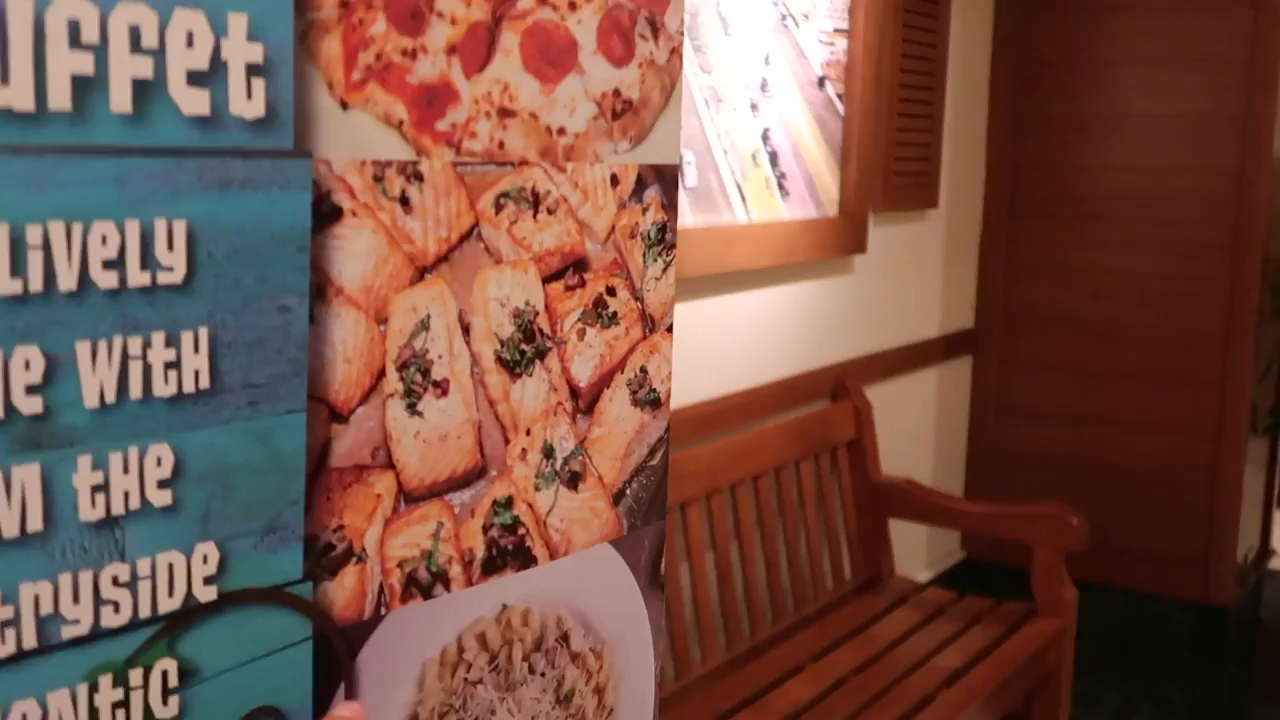 uffet
Lively
e with
m the
tryside
entic